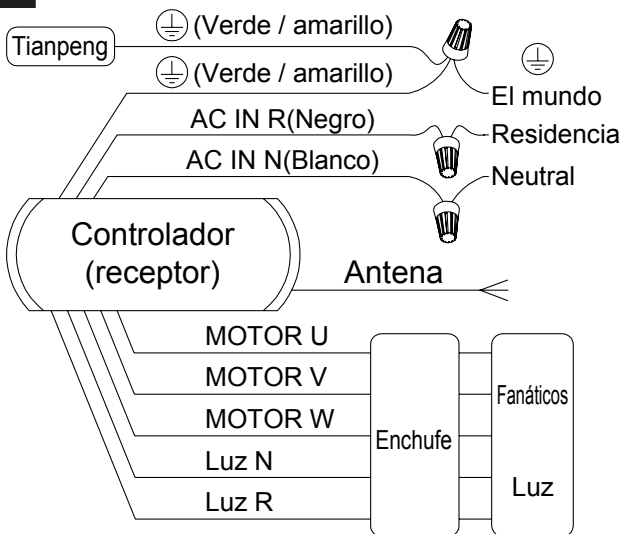 Tianpeng
(Verde / amarillo)
(Verde / amarillo)
El mundo
AC IN R(Negro)
Residencia
AC IN N(Blanco)
Neutral
Controlador
(receptor)
Antena
MOTOR U
MOTOR V
MOTOR W
Luz N
Luz R
Enchufe
Fanáticos
Luz